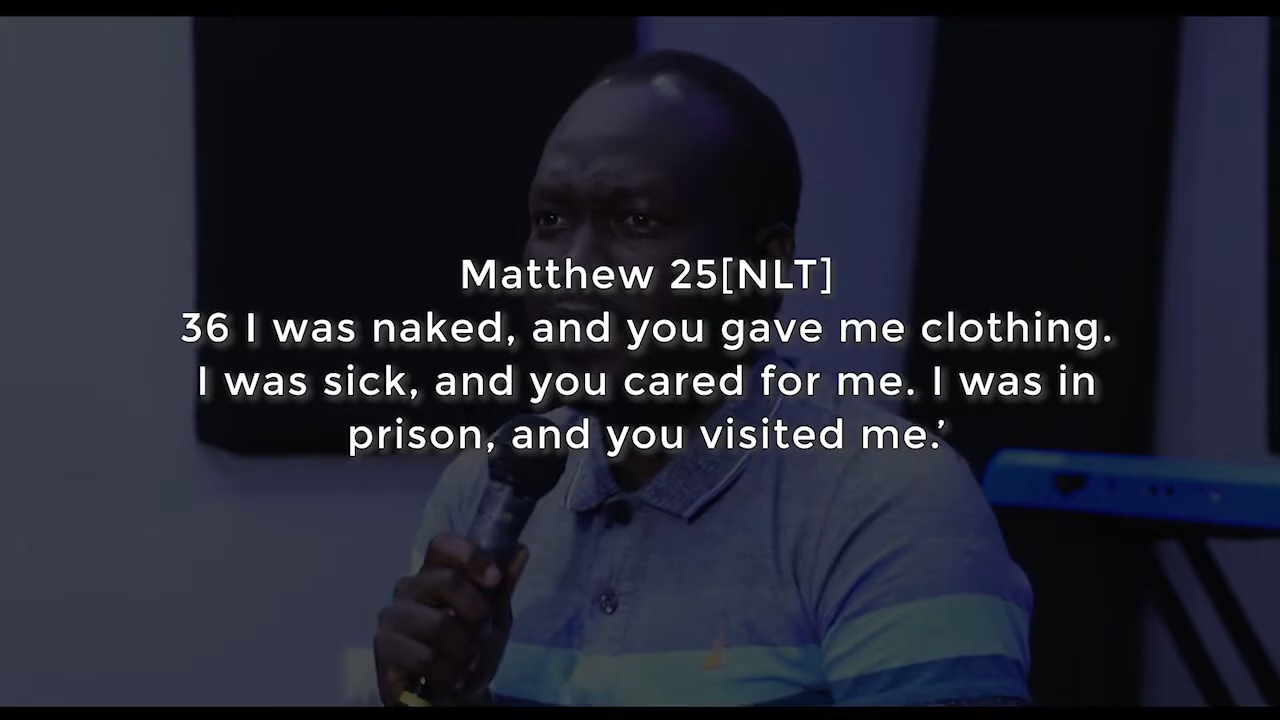 Matthew 25[NLT]
36 I was naked, and you gave me clothing.
I was sick, and you cared for me. I was in
prison, and you visited me.’